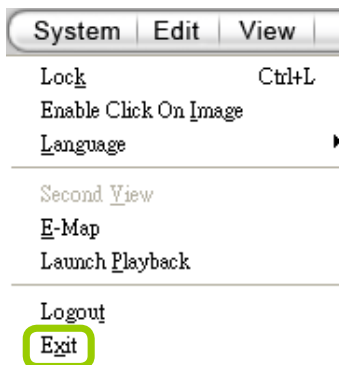 System Edit View
Lock Ctrl+L
Enable Click On Image
Language
Second View
E-Map
Launch Playback
Logout
Exit